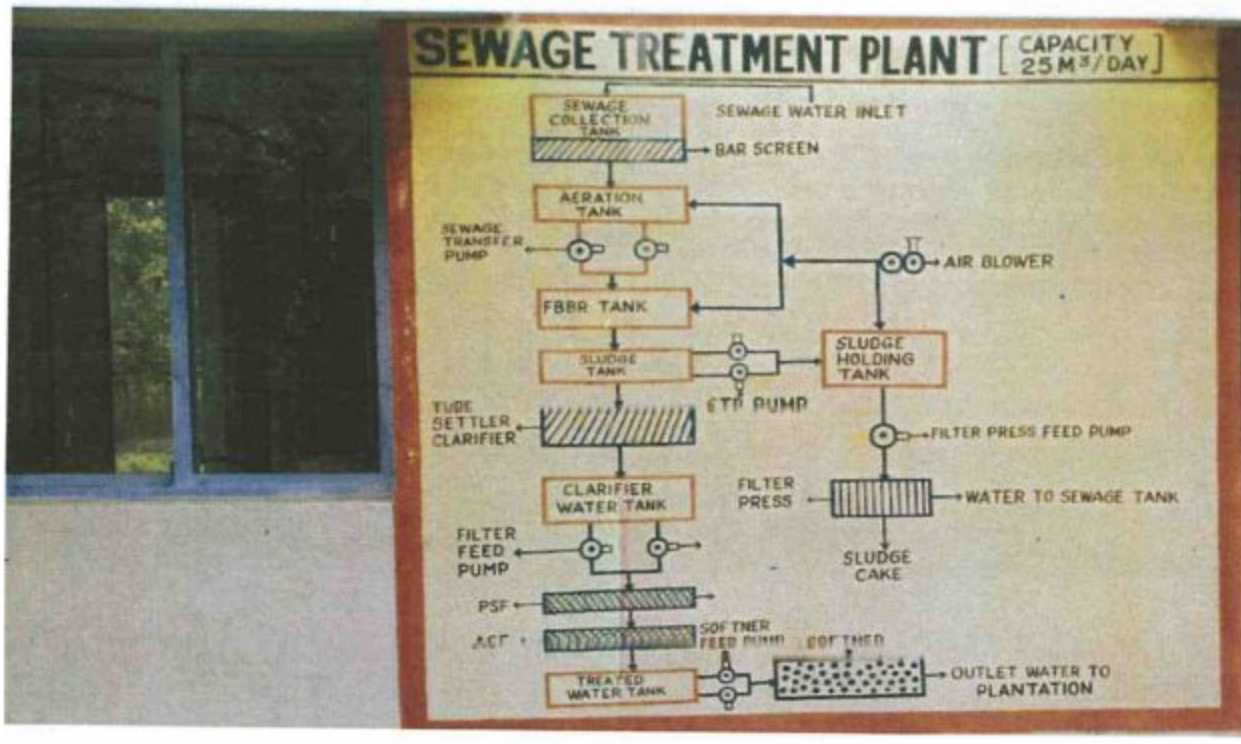 SEWAGE TREATMENT PLANT [CAPACITY
25 M³/DAY]
SEWAGE
COLLECTION
TANK
SEWAGE WATER INLET
BAR SCREEN
AERATION
TANK
SEWAGE
TRANSFER
PUMP
AIR BLOWER
FBBR TANK
SLUDGE
TANK
SLUDGE
HOLDING
TANK
STP PUMP
TUBE
SETTLER
CLARIFIER
FILTER PRESS FEED PUMP
CLARIFIER
WATER TANK
FILTER
PRESS
WATER TO SEWAGE TANK
FILTER
FEED
PUMP
SLUDGE
CAKE
PSF
ACF
SOFTNER
FEED PUMP
SOFTNER
TREATED
WATER TANK
OUTLET WATER TO
PLANTATION